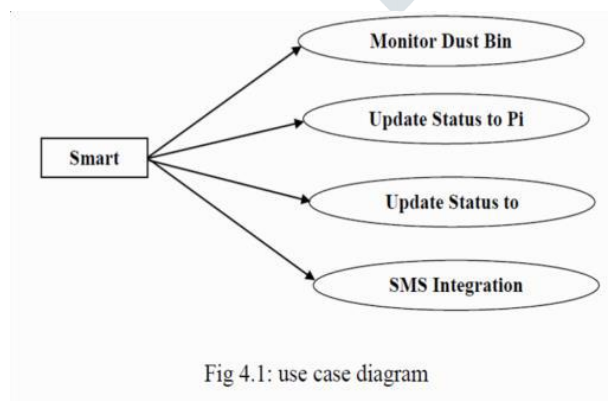 Monitor Dust Bin
Update Status to Pi
Smart
Update Status to
SMS Integration
Fig 4.1: use case diagram